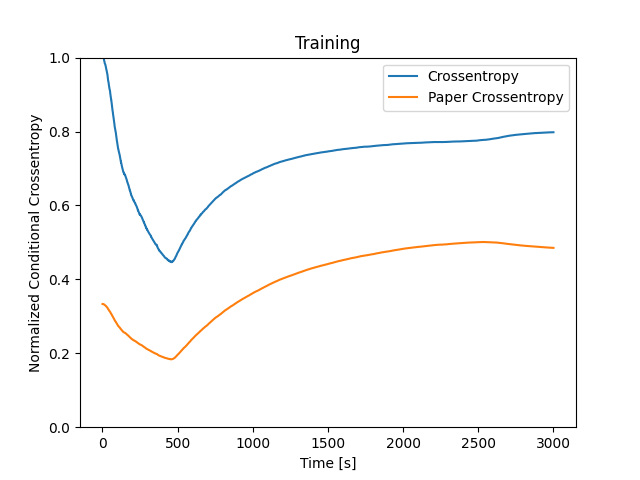 Training
Crossentropy
Paper Crossentropy
Normalized Conditional Crossentropy
1.0
0.8
0.6
0.4
0.2
0.0
0
500
1000
1500
2000
2500
3000
Time [s]